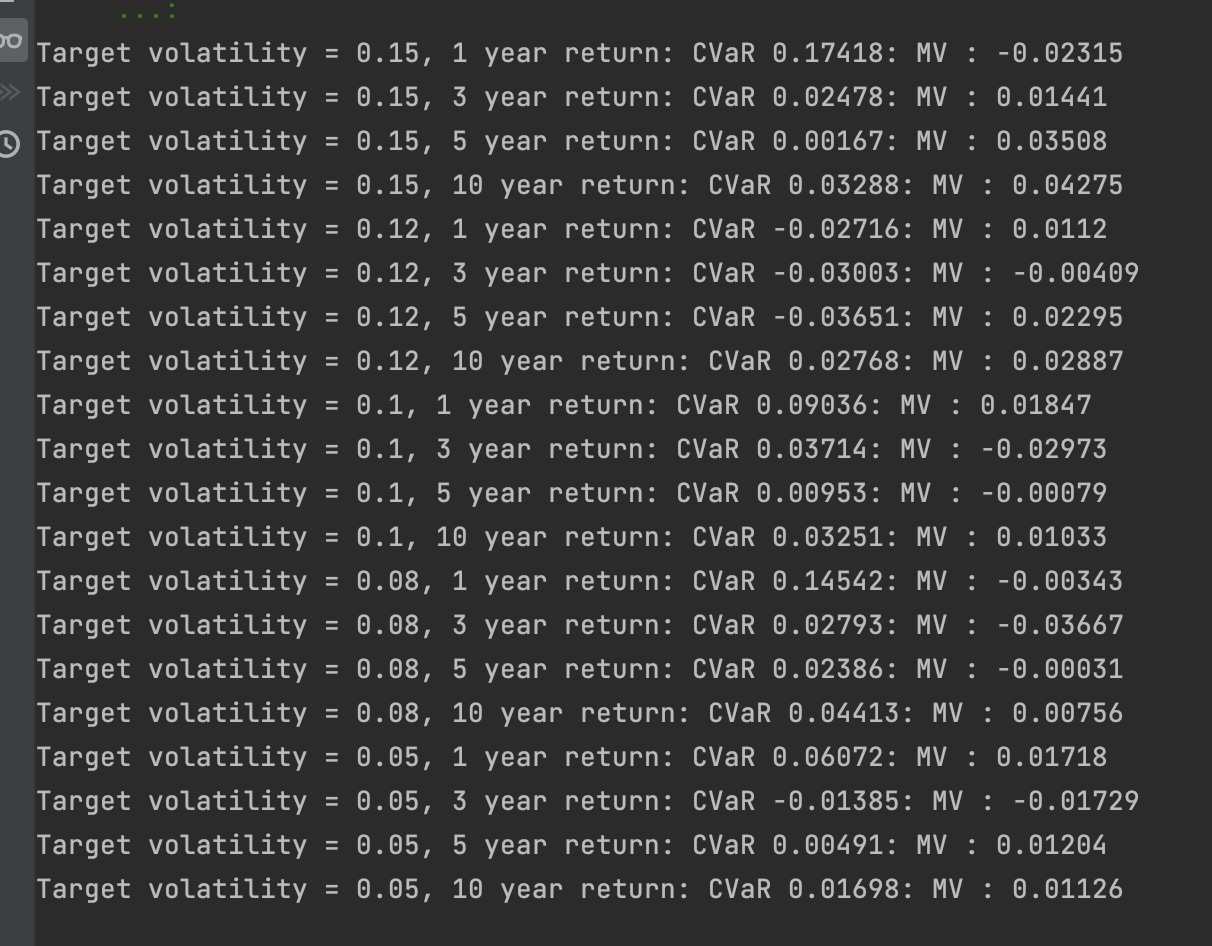 ...:
Target volatility = 0.15, 1 year return: CVaR 0.17418: MV : -0.02315
Target volatility = 0.15, 3 year return: CVaR 0.02478: MV : 0.01441
Target volatility = 0.15, 5 year return: CVaR 0.00167: MV : 0.03508
Target volatility = 0.15, 10 year return: CVaR 0.03288: MV : 0.04275
Target volatility = 0.12, 1 year return: CVaR -0.02716: MV : 0.0112
Target volatility = 0.12, 3 year return: CVaR -0.03003: MV : -0.00409
Target volatility = 0.12, 5 year return: CVaR -0.03651: MV : 0.02295
Target volatility = 0.12, 10 year return: CVaR 0.02768: MV : 0.02887
Target volatility = 0.1, 1 year return: CVaR 0.09036: MV : 0.01847
Target volatility = 0.1, 3 year return: CVaR 0.03714: MV : -0.02973
Target volatility = 0.1, 5 year return: CVaR 0.00953: MV : -0.00079
Target volatility = 0.1, 10 year return: CVaR 0.03251: MV : 0.01033
Target volatility = 0.08, 1 year return: CVaR 0.14542: MV : -0.00343
Target volatility = 0.08, 3 year return: CVaR 0.02793: MV : -0.03667
Target volatility = 0.08, 5 year return: CVaR 0.02386: MV : -0.00031
Target volatility = 0.08, 10 year return: CVaR 0.04413: MV : 0.00756
Target volatility = 0.05, 1 year return: CVaR 0.06072: MV : 0.01718
Target volatility = 0.05, 3 year return: CVaR -0.01385: MV : -0.01729
Target volatility = 0.05, 5 year return: CVaR 0.00491: MV : 0.01204
Target volatility = 0.05, 10 year return: CVaR 0.01698: MV : 0.01126